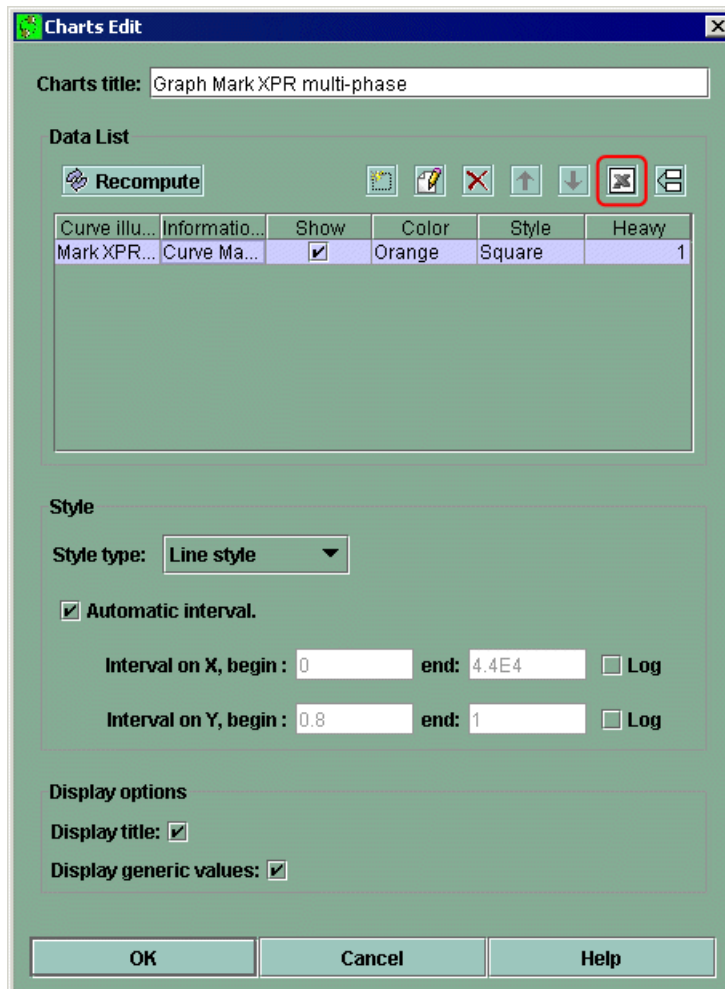 Charts Edit
Charts title: Graph Mark XPR multi-phase
Data List
Recompute
Curve illu... Informatio... Show Color Style Heavy
Mark XPR... Curve Ma... Orange Square 1
Style
Style type: Line style
Automatic interval.
Interval on X, begin : 0 end: 4.4E4 Log
Interval on Y, begin : 0.8 end: 1 Log
Display options
Display title:
Display generic values:
OK Cancel Help